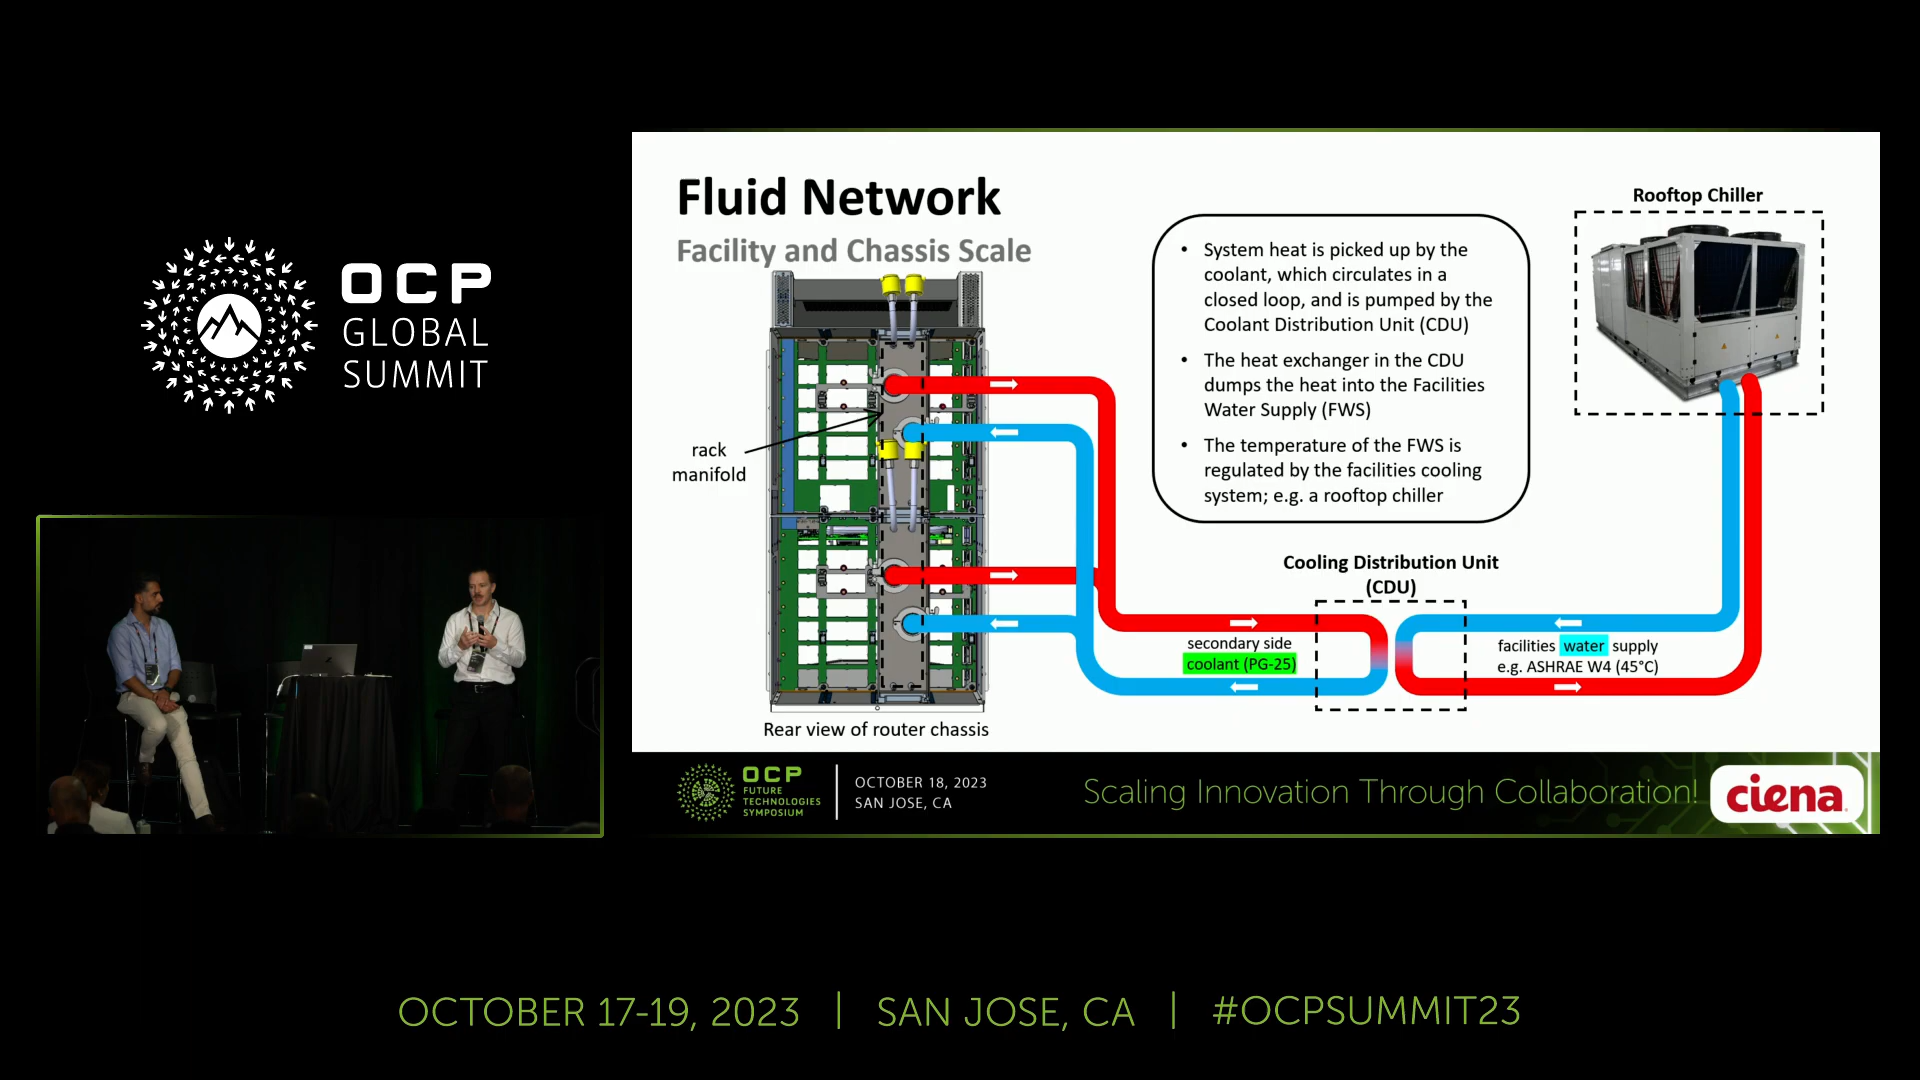 OCP
GLOBAL
SUMMIT
Fluid Network
Facility and Chassis Scale
rack
manifold
Rear view of router chassis
• System heat is picked up by the
coolant, which circulates in a
closed loop, and is pumped by the
Coolant Distribution Unit (CDU)
• The heat exchanger in the CDU
dumps the heat into the Facilities
Water Supply (FWS)
• The temperature of the FWS is
regulated by the facilities cooling
system; e.g. a rooftop chiller
Rooftop Chiller
Cooling Distribution Unit
(CDU)
secondary side
coolant (PG-25)
facilities water supply
e.g. ASHRAE W4 (45°C)
OCP
FUTURE
TECHNOLOGIES
SYMPOSIUM
OCTOBER 18, 2023
SAN JOSE, CA
Scaling Innovation Through Collaboration!
ciena
OCTOBER 17-19, 2023 | SAN JOSE, CA | #OCPSUMMIT23